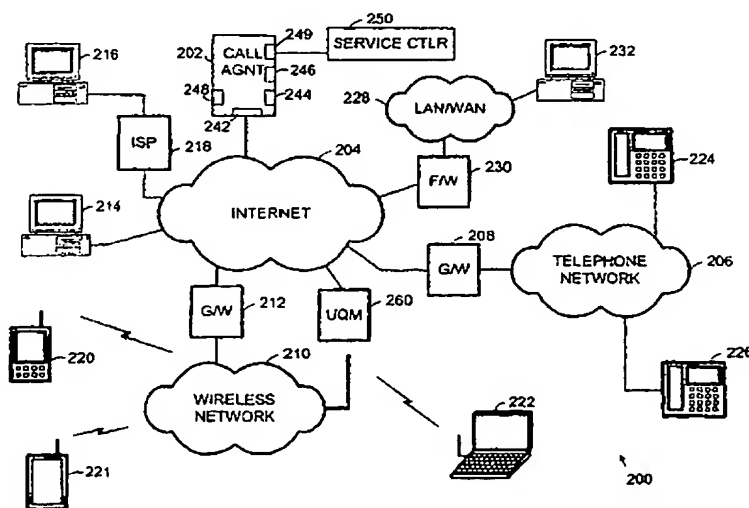 250
249
SERVICE CTLR
216
202
CALL AGNT
246
248
244
242
232
228
LAN/WAN
ISP
218
204
224
F/W
230
INTERNET
214
208
G/W
TELEPHONE NETWORK
206
G/W
212
UQM
260
220
210
226
WIRELESS NETWORK
222
221
200